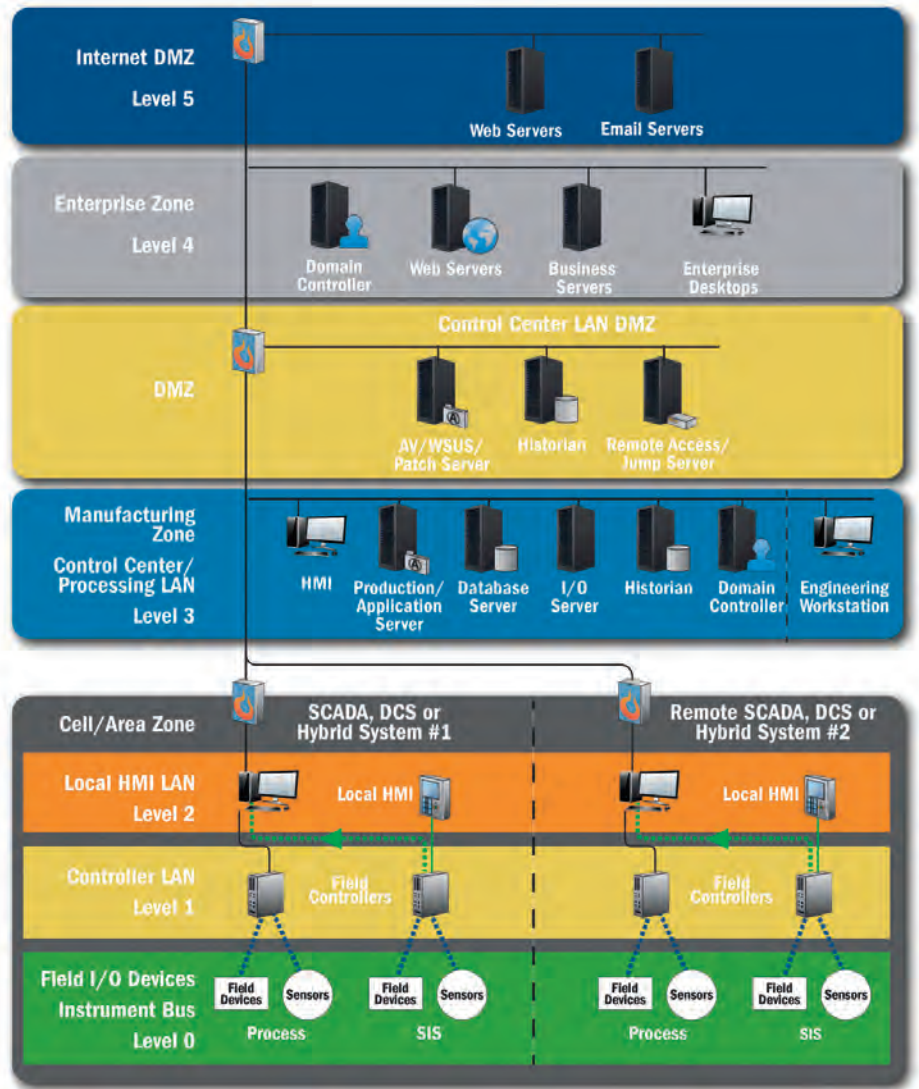 Internet DMZ
Level 5
Web Servers
Email Servers
Enterprise Zone
Level 4
Domain
Controller
Web Servers
Business
Servers
Enterprise
Desktops
Control Center LAN DMZ
DMZ
AV/WSUS/
Patch Server
Historian
Remote Access/
Jump Server
Manufacturing
Zone
Control Center/
Processing LAN
Level 3
HMI
Production/
Application
Server
Database
Server
I/O
Server
Historian
Domain
Controller
Engineering
Workstation
Cell/Area Zone
SCADA, DCS or
Hybrid System #1
Remote SCADA, DCS or
Hybrid System #2
Local HMI LAN
Level 2
Local HMI
Local HMI
Controller LAN
Level 1
Field
Controllers
Field
Controllers
Field I/O Devices
Instrument Bus
Level 0
Field
Devices
Sensors
Process
Field
Devices
Sensors
SIS
Field
Devices
Sensors
Process
Field
Devices
Sensors
SIS